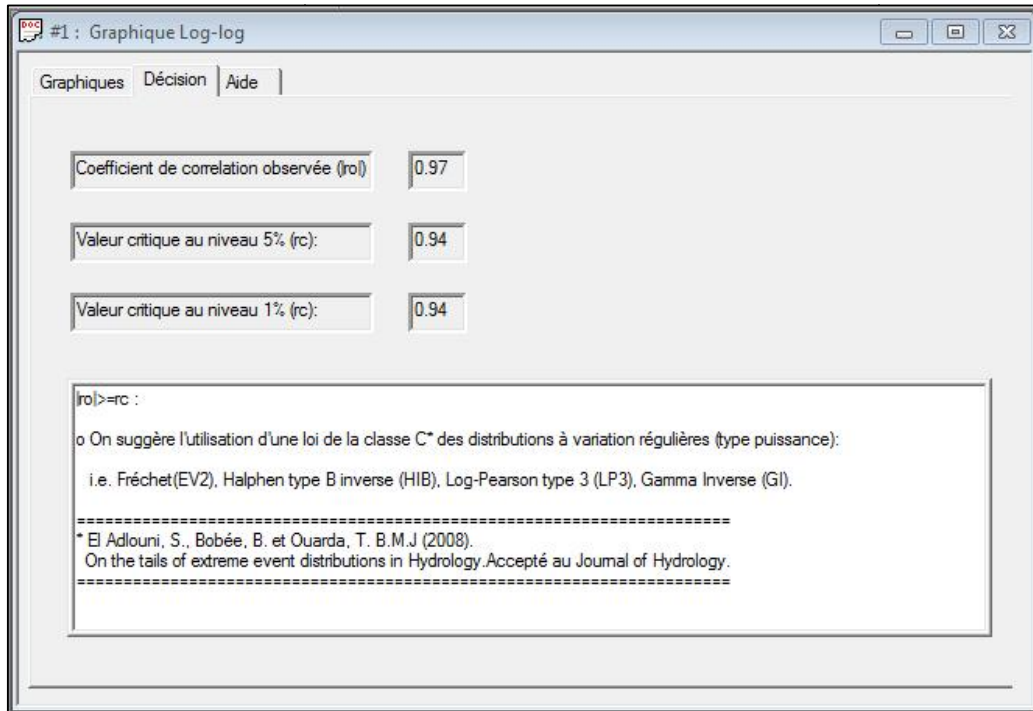 #1 : Graphique Log-log
Graphiques Décision Aide
Coefficient de correlation observée (|ro|) 0.97
Valeur critique au niveau 5% (rc): 0.94
Valeur critique au niveau 1% (rc): 0.94
|ro|>=rc :
o On suggère l'utilisation d'une loi de la classe C* des distributions à variation régulières (type puissance):
i.e. Fréchet(EV2), Halphen type B inverse (HIB), Log-Pearson type 3 (LP3), Gamma Inverse (GI).
======================================================================
* El Adlouni, S., Bobée, B. et Ouarda, T. B.M.J (2008).
On the tails of extreme event distributions in Hydrology.Accepté au Journal of Hydrology.
======================================================================